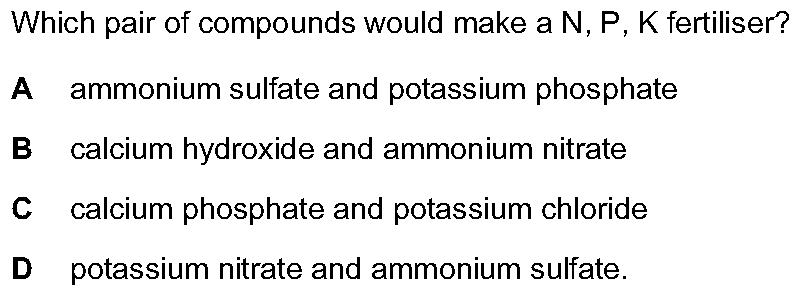 Which pair of compounds would make a N, P, K fertiliser?
A ammonium sulfate and potassium phosphate
B calcium hydroxide and ammonium nitrate
C calcium phosphate and potassium chloride
D potassium nitrate and ammonium sulfate.